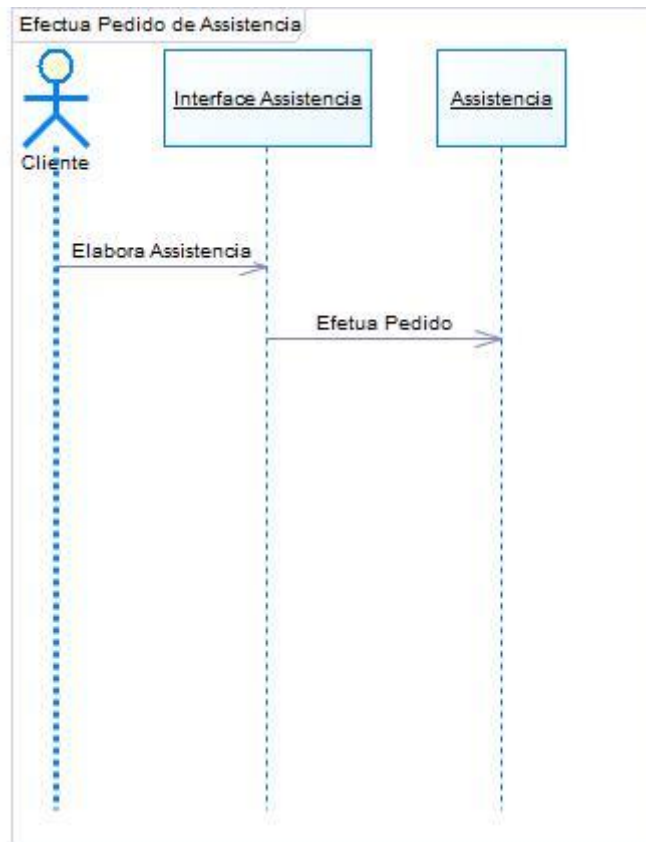 Efectua Pedido de Assistencia
Interface Assistencia
Assistencia
Cliente
Elabora Assistencia
Efetua Pedido